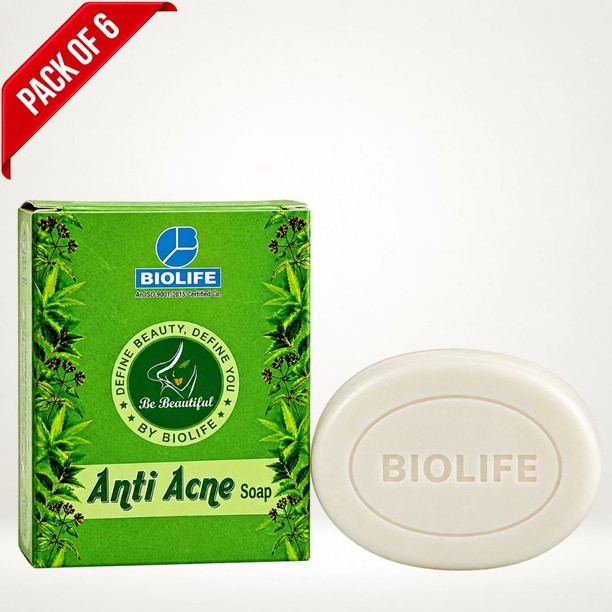 PACK OF 6
BIOLIFE
An ISO 9001:2015 Certified Co.
DEFINE BEAUTY, DEFINE YOU
Be Beautiful
BY BIOLIFE
Anti Acne Soap
BIOLIFE